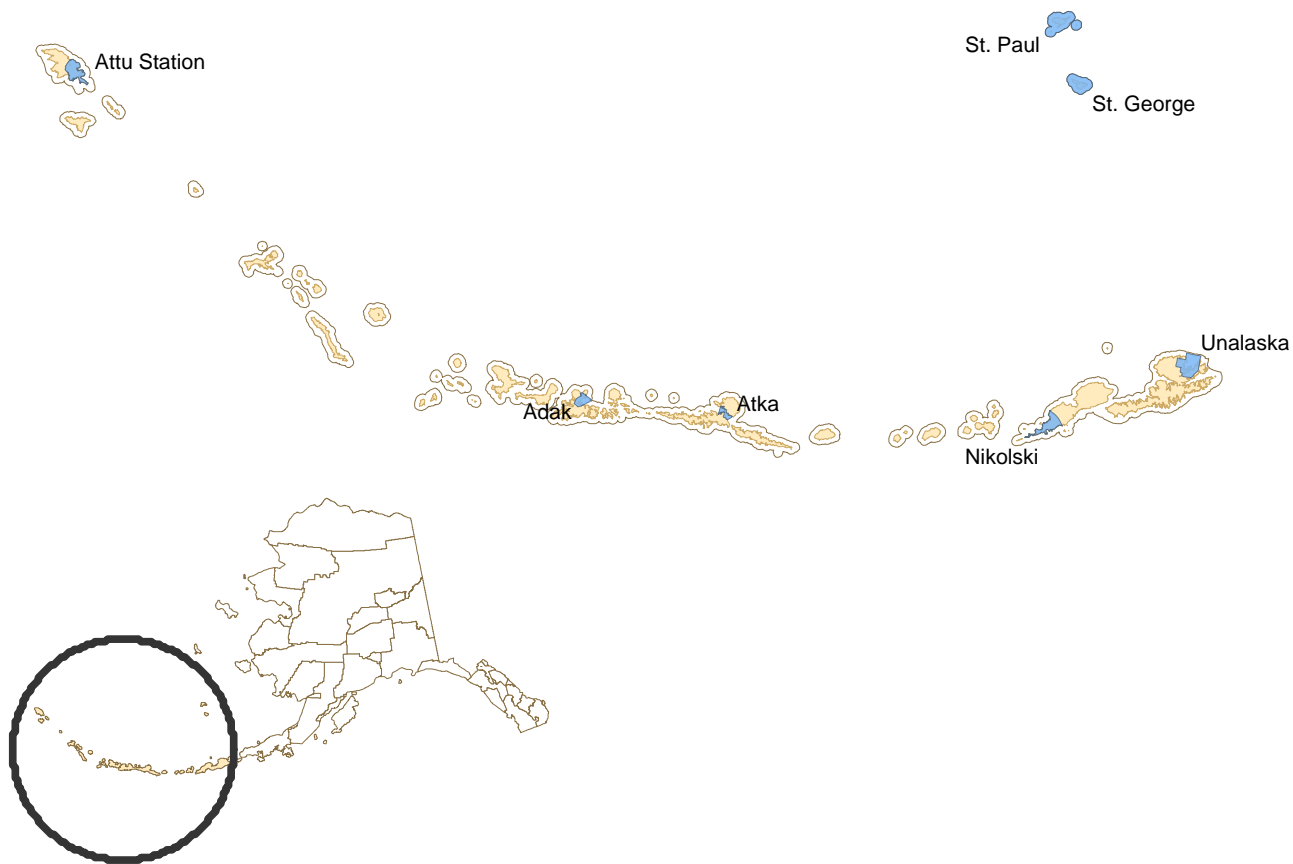 St. Paul
Attu Station
St. George
Unalaska
Adak
Atka
Nikolski